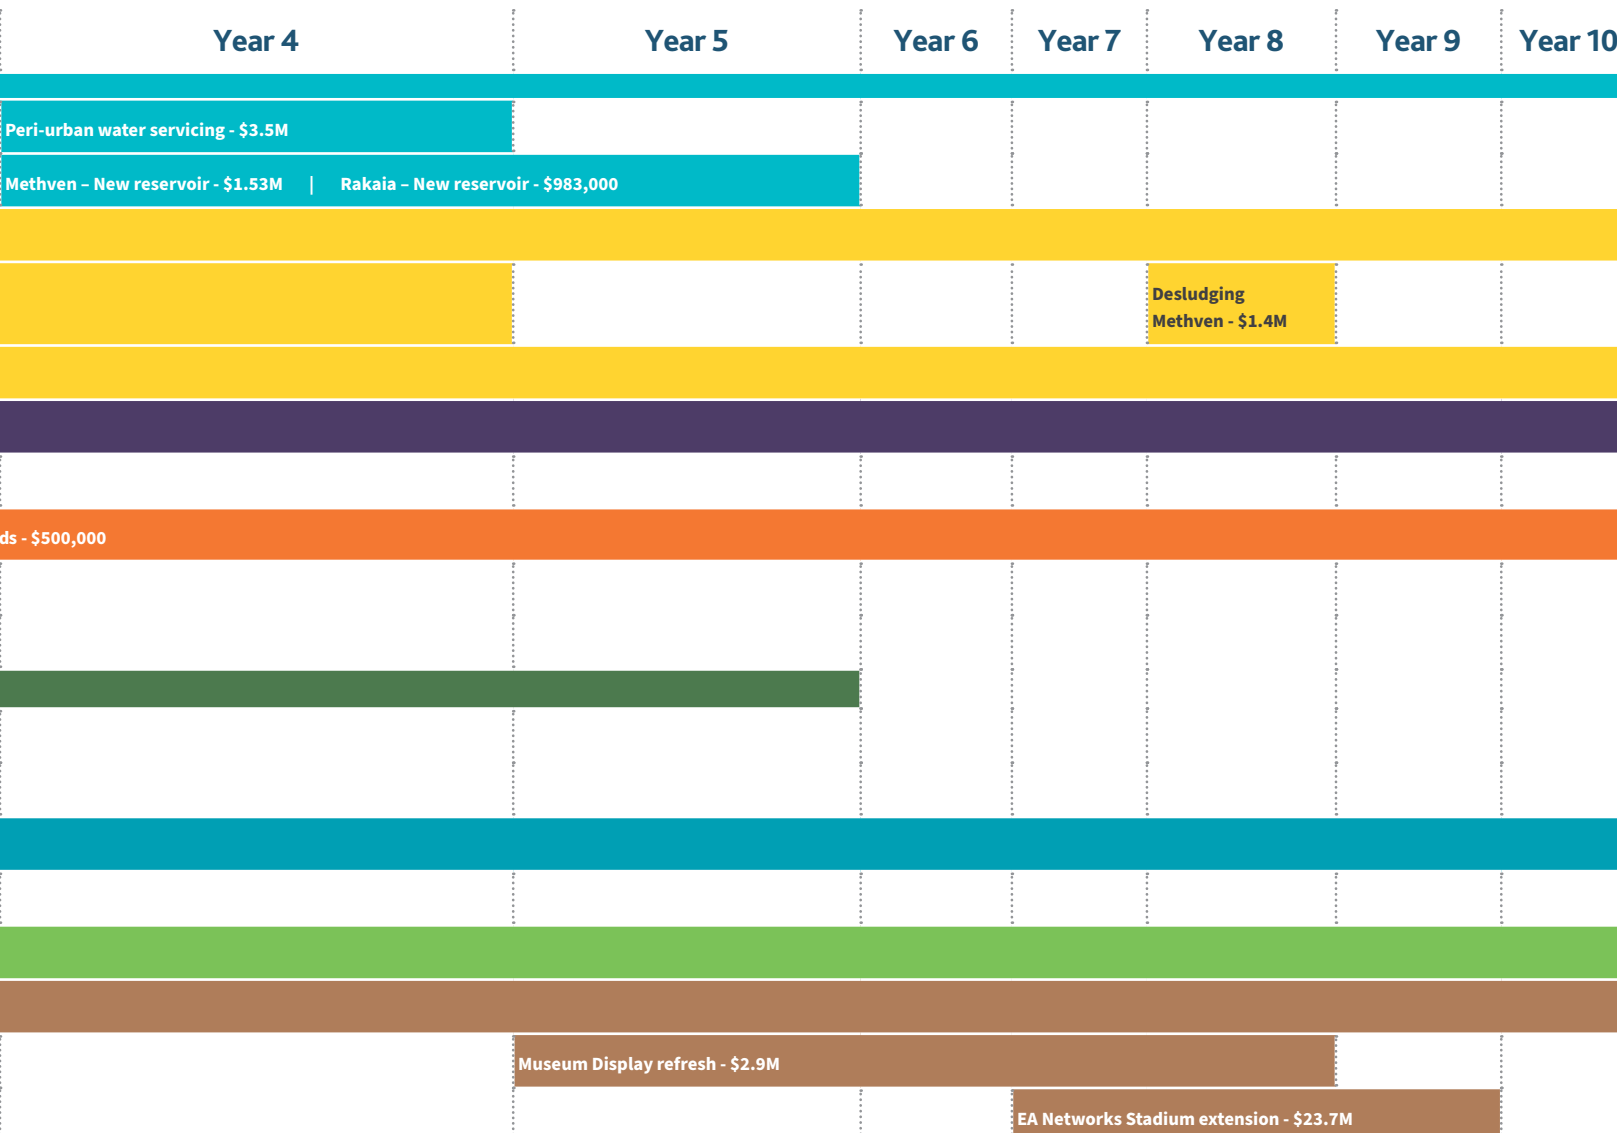 Year 4 Year 5 Year 6 Year 7 Year 8 Year 9 Year 10
Peri-urban water servicing - $3.5M
Methven – New reservoir - $1.53M | Rakaia – New reservoir - $983,000
Desludging
Methven - $1.4M
ds - $500,000
Museum Display refresh - $2.9M
EA Networks Stadium extension - $23.7M